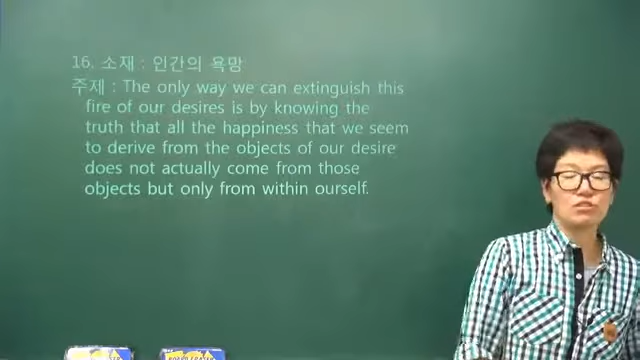 16. 소재 : 인간의 욕망
주제 : The only way we can extinguish this
fire of our desires is by knowing the
truth that all the happiness that we seem
to derive from the objects of our desire
does not actually come from those
objects but only from within ourself.